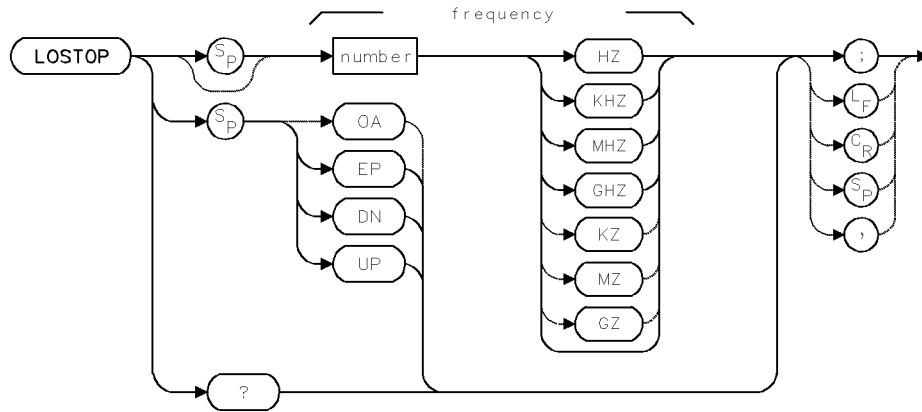 frequency
LOSTOP
SP
number
HZ
;
KHZ
LF
SP
OA
MHZ
CR
EP
GHZ
SP
DN
KZ
,
UP
MZ
GZ
?